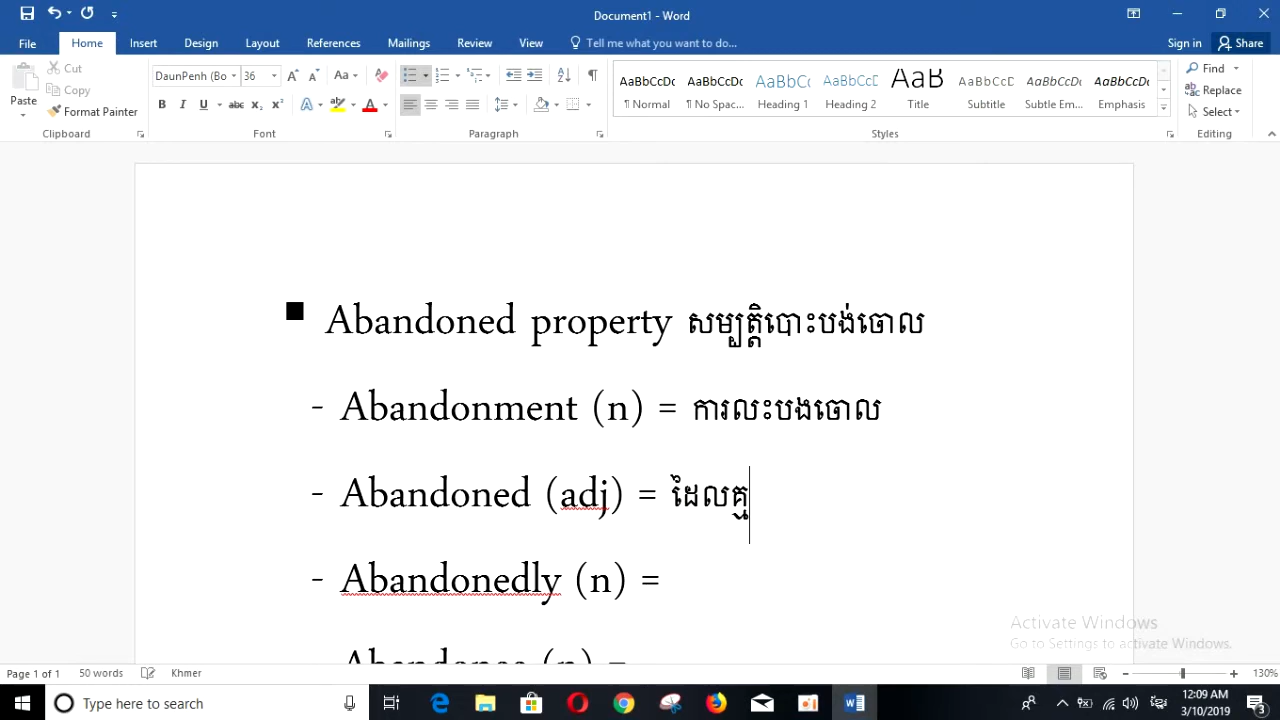 Document1 - Word
File Home Insert Design Layout References Mailings Review View Tell me what you want to do... Sign in Share
Paste Cut Copy Format Painter
DaunPenh (Bo 36 Aa
AaBbCcDc AaBbCcDc AaBbC AaBbCcD AaB AaBbCcD AaBbCcDc AaBbCcDc
¶ Normal ¶ No Spac... Heading 1 Heading 2 Title Subtitle Subtle Em... Emphasis
Find Replace Select
Clipboard Font Paragraph Styles Editing
Abandoned property សម្បត្តិបោះបង់ចោល
- Abandonment (n) = ការលះបងចោល
- Abandoned (adj) = ដែលគ្ម
- Abandonedly (n) =
Activate Windows
Go to Settings to activate Windows.
Page 1 of 1 50 words Khmer 130%
Type here to search
12:09 AM
3/10/2019